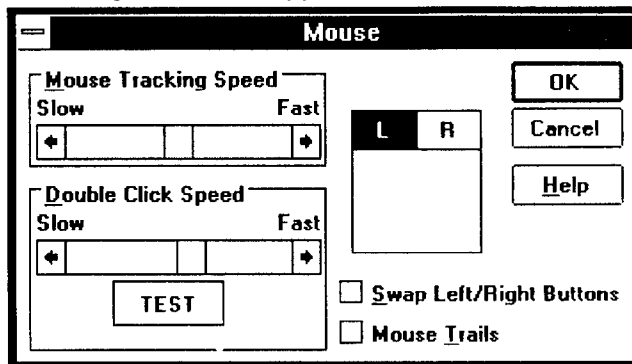 Mouse
Mouse Tracking Speed
Slow Fast
Double Click Speed
Slow Fast
TEST
L R
OK
Cancel
Help
Swap Left/Right Buttons
Mouse Trails